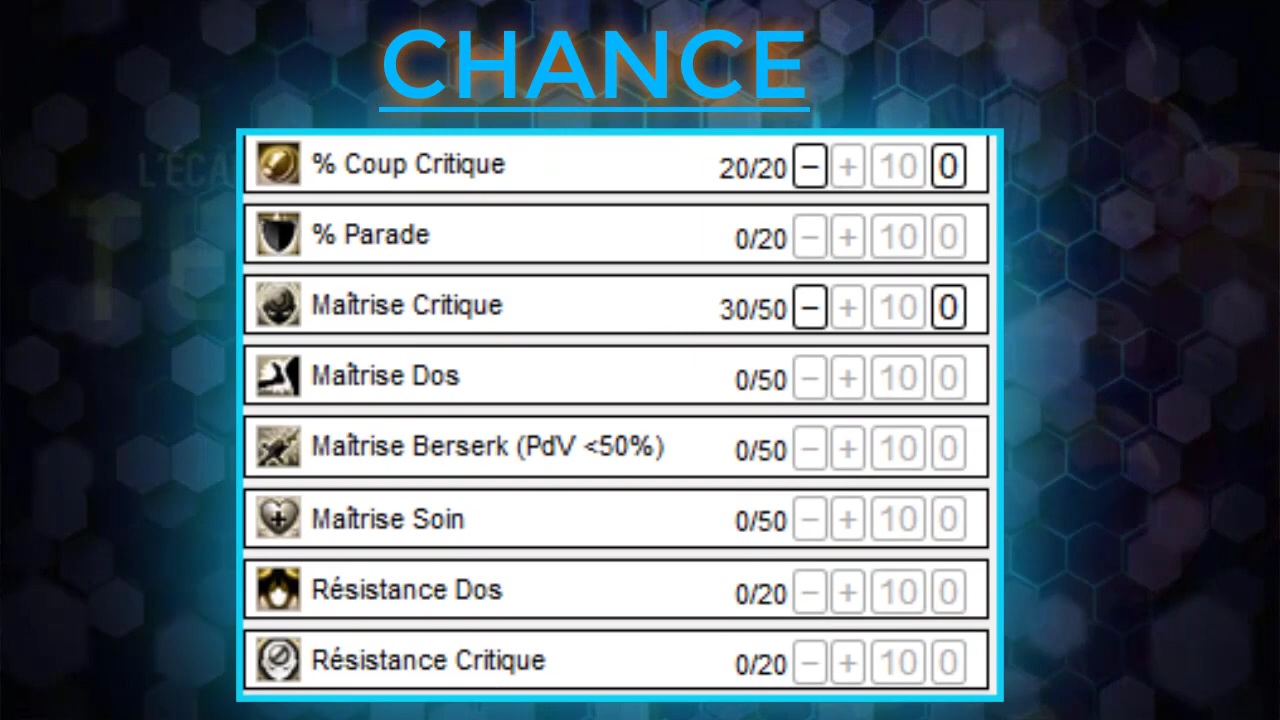 CHANCE
% Coup Critique 20/20 − + 10 0
% Parade 0/20 − + 10 0
Maîtrise Critique 30/50 − + 10 0
Maîtrise Dos 0/50 − + 10 0
Maîtrise Berserk (PdV <50%) 0/50 − + 10 0
Maîtrise Soin 0/50 − + 10 0
Résistance Dos 0/20 − + 10 0
Résistance Critique 0/20 − + 10 0
L'ÉCA